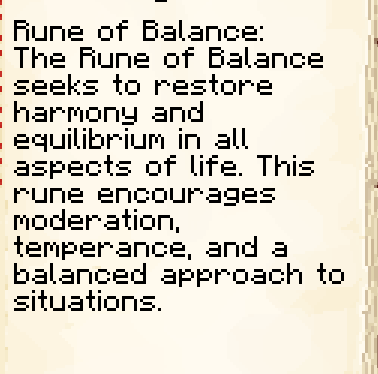 Rune of Balance:
The Rune of Balance
seeks to restore
harmony and
equilibrium in all
aspects of life. This
rune encourages
moderation,
temperance, and a
balanced approach to
situations.